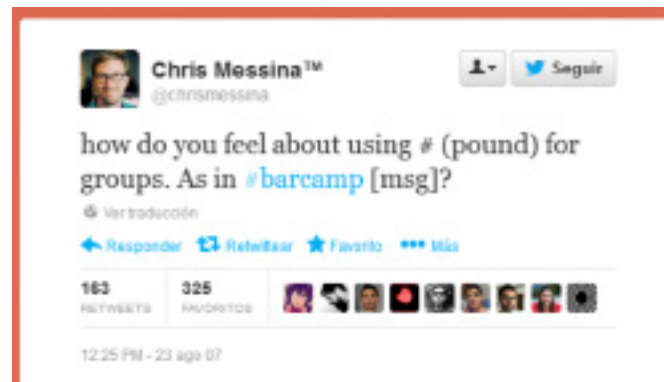 Chris Messina™
Seguir
@chrismessina
how do you feel about using # (pound) for
groups. As in #barcamp [msg]?
Ver traducción
Responder Retwittear Favorito Más
163 325
RETWEETS FAVORITOS
12:25 PM - 23 ago 07